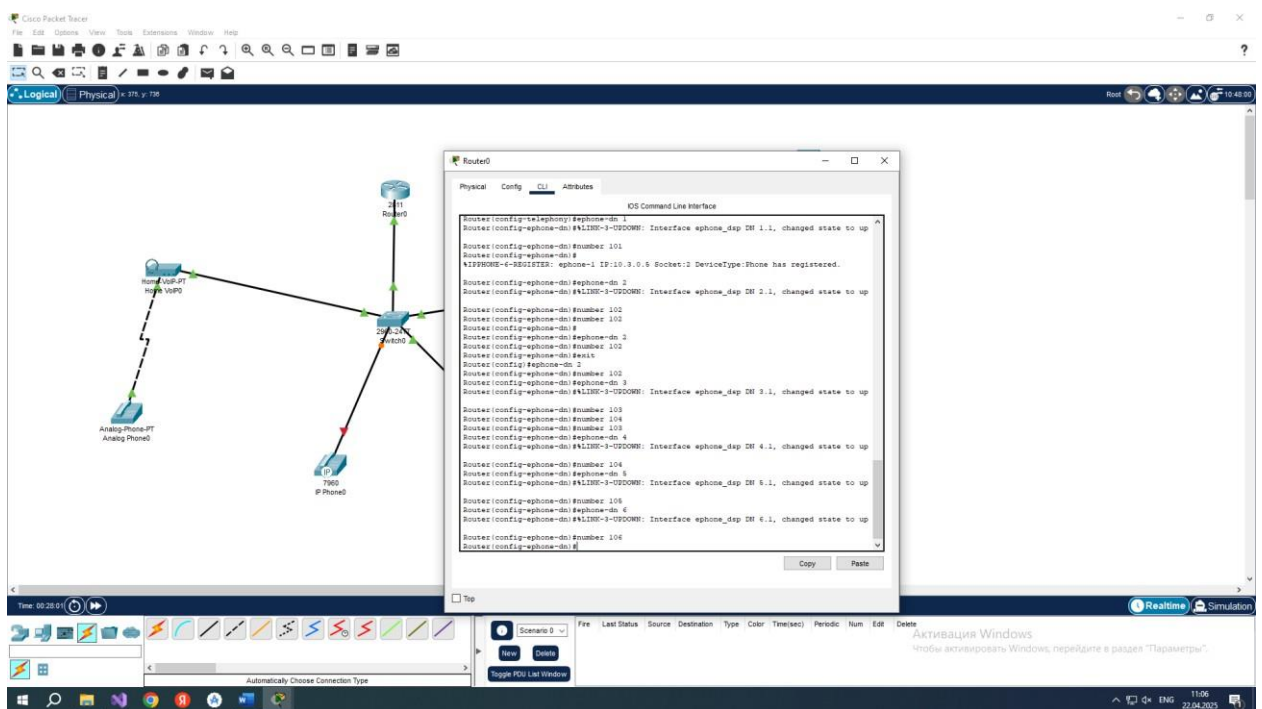 Cisco Packet Tracer
File Edit Options View Tools Extensions Window Help
?
Logical Physical x: 375, y: 736
Root 10:48:00
Router0
Physical Config CLI Attributes
IOS Command Line Interface
Router(config-telephony)#ephone-dn 1
Router(config-ephone-dn)#%LINK-3-UPDOWN: Interface ephone_dsp DN 1.1, changed state to up
Router(config-ephone-dn)#number 101
Router(config-ephone-dn)#
%IPPHONE-6-REGISTER: ephone-1 IP:10.3.0.5 Socket:2 DeviceType:Phone has registered.
Router(config-ephone-dn)#ephone-dn 2
Router(config-ephone-dn)#%LINK-3-UPDOWN: Interface ephone_dsp DN 2.1, changed state to up
Router(config-ephone-dn)#number 102
Router(config-ephone-dn)#number 102
Router(config-ephone-dn)#
Router(config-ephone-dn)#ephone-dn 2
Router(config-ephone-dn)#number 102
Router(config-ephone-dn)#exit
Router(config)#ephone-dn 2
Router(config-ephone-dn)#number 102
Router(config-ephone-dn)#ephone-dn 3
Router(config-ephone-dn)#%LINK-3-UPDOWN: Interface ephone_dsp DN 3.1, changed state to up
Router(config-ephone-dn)#number 103
Router(config-ephone-dn)#number 104
Router(config-ephone-dn)#number 103
Router(config-ephone-dn)#ephone-dn 4
Router(config-ephone-dn)#%LINK-3-UPDOWN: Interface ephone_dsp DN 4.1, changed state to up
Router(config-ephone-dn)#number 104
Router(config-ephone-dn)#ephone-dn 5
Router(config-ephone-dn)#%LINK-3-UPDOWN: Interface ephone_dsp DN 5.1, changed state to up
Router(config-ephone-dn)#number 105
Router(config-ephone-dn)#ephone-dn 6
Router(config-ephone-dn)#%LINK-3-UPDOWN: Interface ephone_dsp DN 6.1, changed state to up
Router(config-ephone-dn)#number 106
Router(config-ephone-dn)#
Copy Paste
Top
2811
Router0
Home-VoIP-PT
Home VoIP0
2960-24TT
Switch0
Analog-Phone-PT
Analog Phone0
IP
7960
IP Phone0
Time: 00:28:01
Realtime Simulation
Scenario 0
New Delete
Toggle PDU List Window
Fire Last Status Source Destination Type Color Time(sec) Periodic Num Edit Delete
Активация Windows
Чтобы активировать Windows, перейдите в раздел "Параметры".
Automatically Choose Connection Type
ENG 11:06
22.04.2025